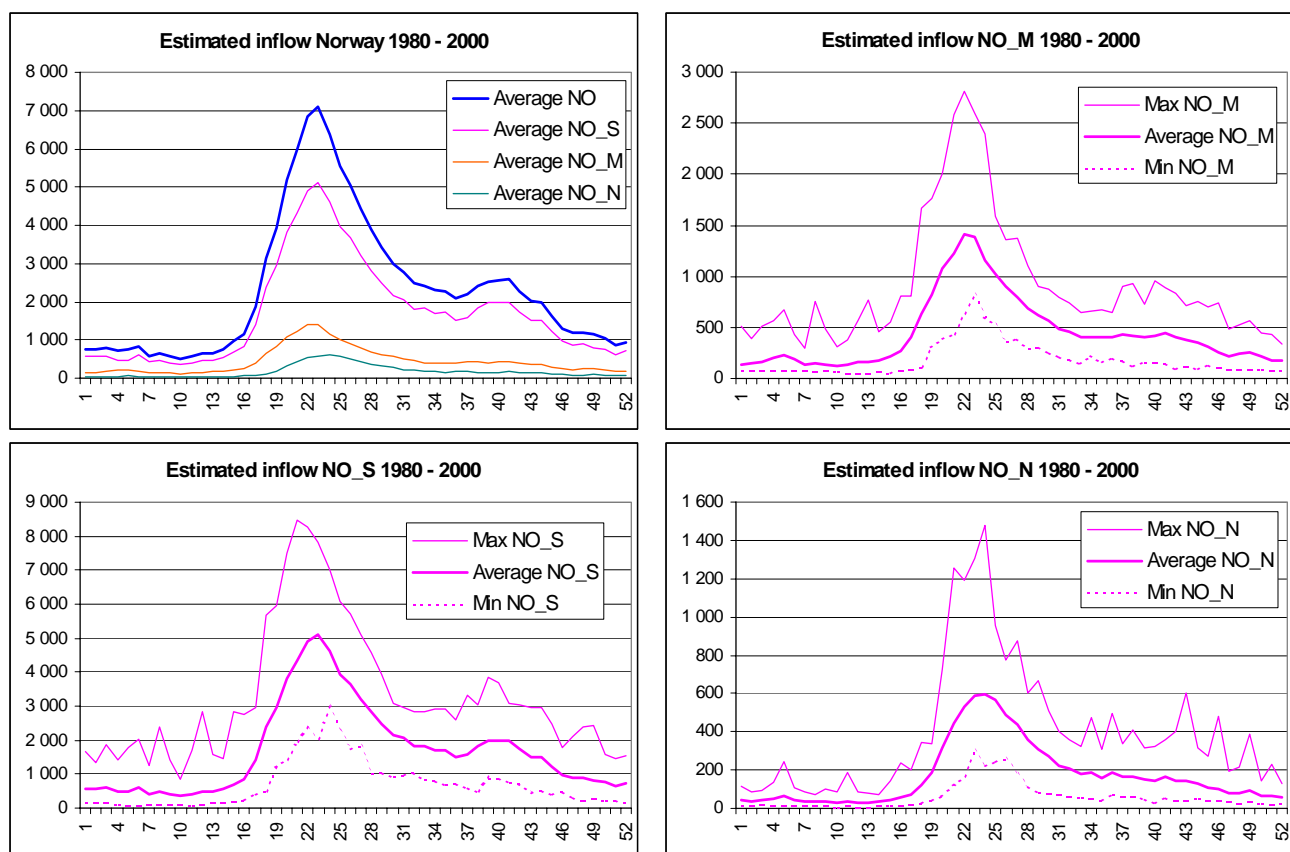 Estimated inflow Norway 1980 - 2000
8 000
7 000
6 000
5 000
4 000
3 000
2 000
1 000
0
Average NO
Average NO_S
Average NO_M
Average NO_N
1 4 7 10 13 16 19 22 25 28 31 34 37 40 43 46 49 52
Estimated inflow NO_M 1980 - 2000
3 000
2 500
2 000
1 500
1 000
500
0
Max NO_M
Average NO_M
Min NO_M
1 4 7 10 13 16 19 22 25 28 31 34 37 40 43 46 49 52
Estimated inflow NO_S 1980 - 2000
9 000
8 000
7 000
6 000
5 000
4 000
3 000
2 000
1 000
0
Max NO_S
Average NO_S
Min NO_S
1 4 7 10 13 16 19 22 25 28 31 34 37 40 43 46 49 52
Estimated inflow NO_N 1980 - 2000
1 600
1 400
1 200
1 000
800
600
400
200
0
Max NO_N
Average NO_N
Min NO_N
1 4 7 10 13 16 19 22 25 28 31 34 37 40 43 46 49 52